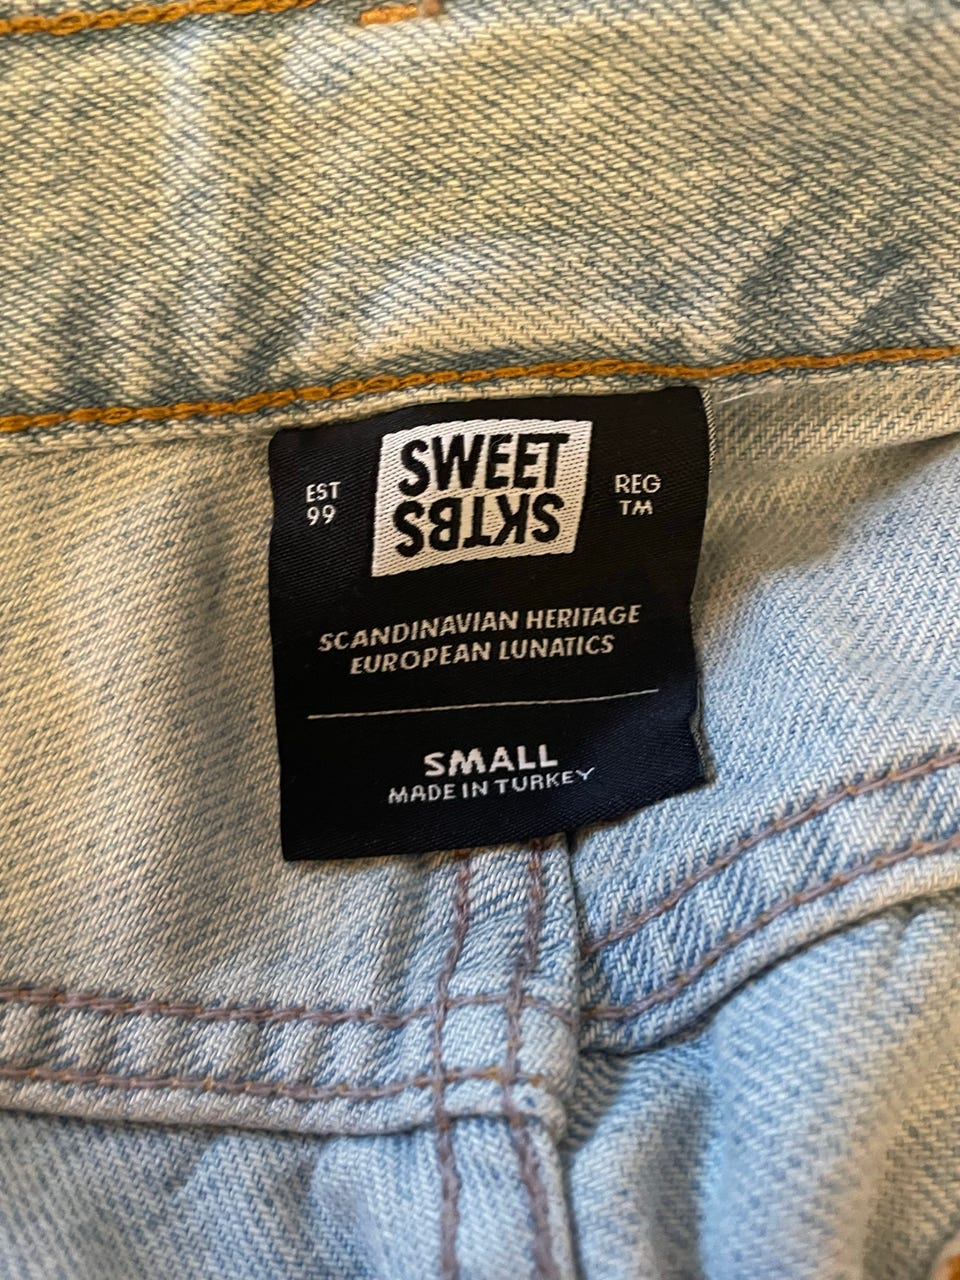 SWEET
SKTBS
EST
99
REG
TM
SCANDINAVIAN HERITAGE
EUROPEAN LUNATICS
SMALL
MADE IN TURKEY